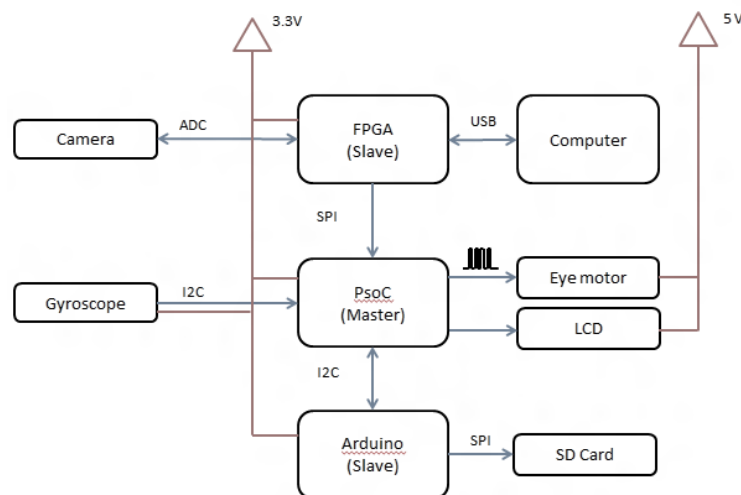 3.3V
5 V
Camera
ADC
FPGA
(Slave)
USB
Computer
SPI
Gyroscope
I2C
PsoC
(Master)
Eye motor
LCD
I2C
Arduino
(Slave)
SPI
SD Card